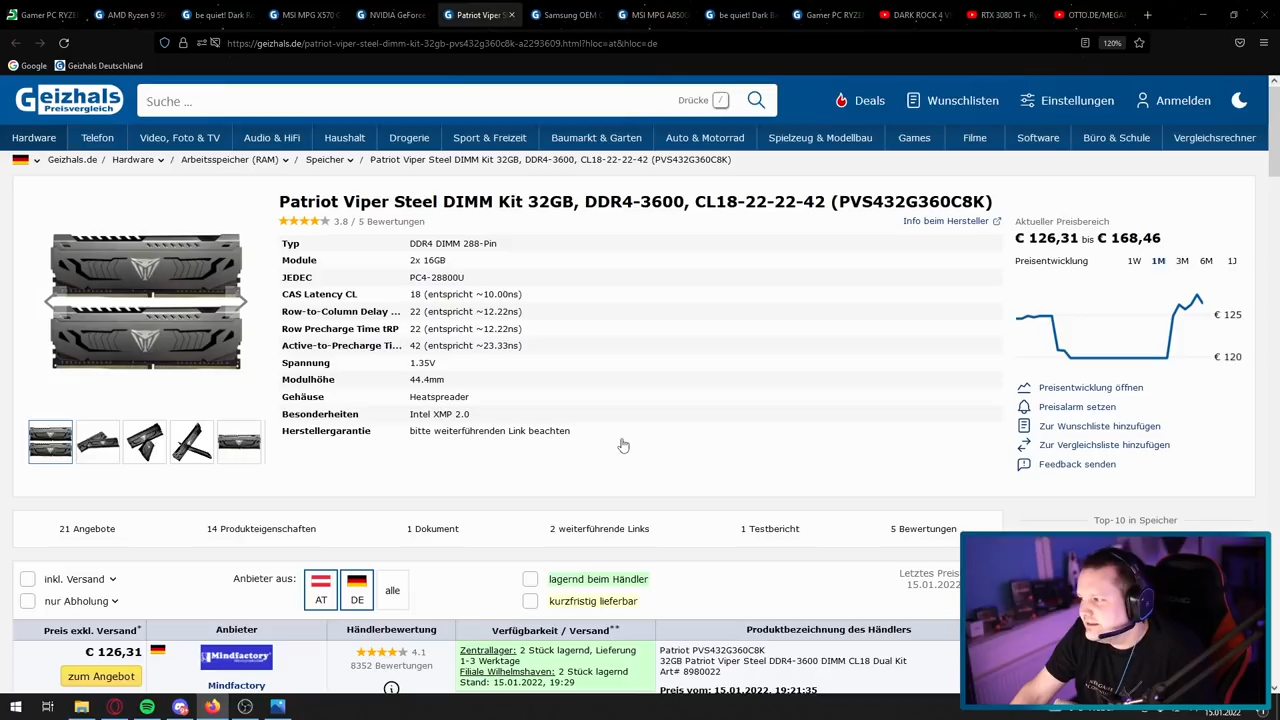 Gamer PC RYZE
AMD Ryzen 9 59
be quiet! Dark R
MSI MPG X570 G
NVIDIA GeForce
Patriot Viper S
Samsung OEM C
MSI MPG A850G
be quiet! Dark B
Gamer PC RYZE
DARK ROCK 4 V
RTX 3080 Ti + Ry
OTTO.DE/MEGA
https://geizhals.de/patriot-viper-steel-dimm-kit-32gb-pvs432g360c8k-a2293609.html?hloc=at&hloc=de
120%
Google
Geizhals Deutschland
Geizhals
Preisvergleich
Suche ...
Drücke /
Deals
Wunschlisten
Einstellungen
Anmelden
Hardware
Telefon
Video, Foto & TV
Audio & HiFi
Haushalt
Drogerie
Sport & Freizeit
Baumarkt & Garten
Auto & Motorrad
Spielzeug & Modellbau
Games
Filme
Software
Büro & Schule
Vergleichsrechner
Geizhals.de / Hardware / Arbeitsspeicher (RAM) / Speicher / Patriot Viper Steel DIMM Kit 32GB, DDR4-3600, CL18-22-22-42 (PVS432G360C8K)
Patriot Viper Steel DIMM Kit 32GB, DDR4-3600, CL18-22-22-42 (PVS432G360C8K)
3.8 / 5 Bewertungen
Info beim Hersteller
Typ DDR4 DIMM 288-Pin
Module 2x 16GB
JEDEC PC4-28800U
CAS Latency CL 18 (entspricht ~10.00ns)
Row-to-Column Delay ... 22 (entspricht ~12.22ns)
Row Precharge Time tRP 22 (entspricht ~12.22ns)
Active-to-Precharge Ti... 42 (entspricht ~23.33ns)
Spannung 1.35V
Modulhöhe 44.4mm
Gehäuse Heatspreader
Besonderheiten Intel XMP 2.0
Herstellergarantie bitte weiterführenden Link beachten
Aktueller Preisbereich
€ 126,31 bis € 168,46
Preisentwicklung: 1W 1M 3M 6M 1J
€ 125
€ 120
Preisentwicklung öffnen
Preisalarm setzen
Zur Wunschliste hinzufügen
Zur Vergleichsliste hinzufügen
Feedback senden
21 Angebote
14 Produkteigenschaften
1 Dokument
2 weiterführende Links
1 Testbericht
5 Bewertungen
Top-10 in Speicher
inkl. Versand
nur Abholung
Anbieter aus:
AT
DE
alle
lagernd beim Händler
kurzfristig lieferbar
Letztes Preis
15.01.2022,
Preis exkl. Versand*
Anbieter
Händlerbewertung
Verfügbarkeit / Versand**
Produktbezeichnung des Händlers
€ 126,31
zum Angebot
Mindfactory
Mindfactory
4.1
8352 Bewertungen
Zentrallager: 2 Stück lagernd, Lieferung
1-3 Werktage
Filiale Wilhelmshaven: 2 Stück lagernd
Stand: 15.01.2022, 19:29
Patriot PVS432G360C8K
32GB Patriot Viper Steel DDR4-3600 DIMM CL18 Dual Kit
Art# 8980022
Preis vom: 15.01.2022, 19:21:35
15.01.2022